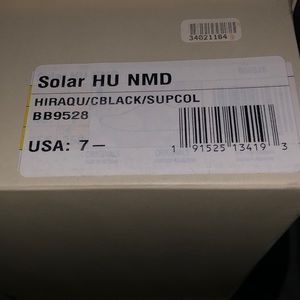 34021184
Solar HU NMD
HIRAQU/CBLACK/SUPCOL
BB9528
USA: 7-
1 91525 13419 3